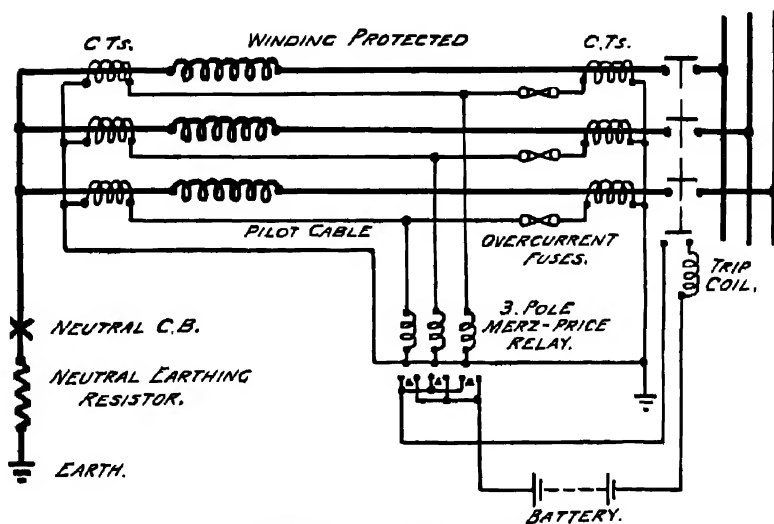 C.Ts.
WINDING PROTECTED
C.Ts.
PILOT CABLE
OVERCURRENT
FUSES.
TRIP
COIL.
3. POLE
MERZ-PRICE
RELAY.
NEUTRAL C.B.
NEUTRAL EARTHING
RESISTOR.
EARTH.
BATTERY.